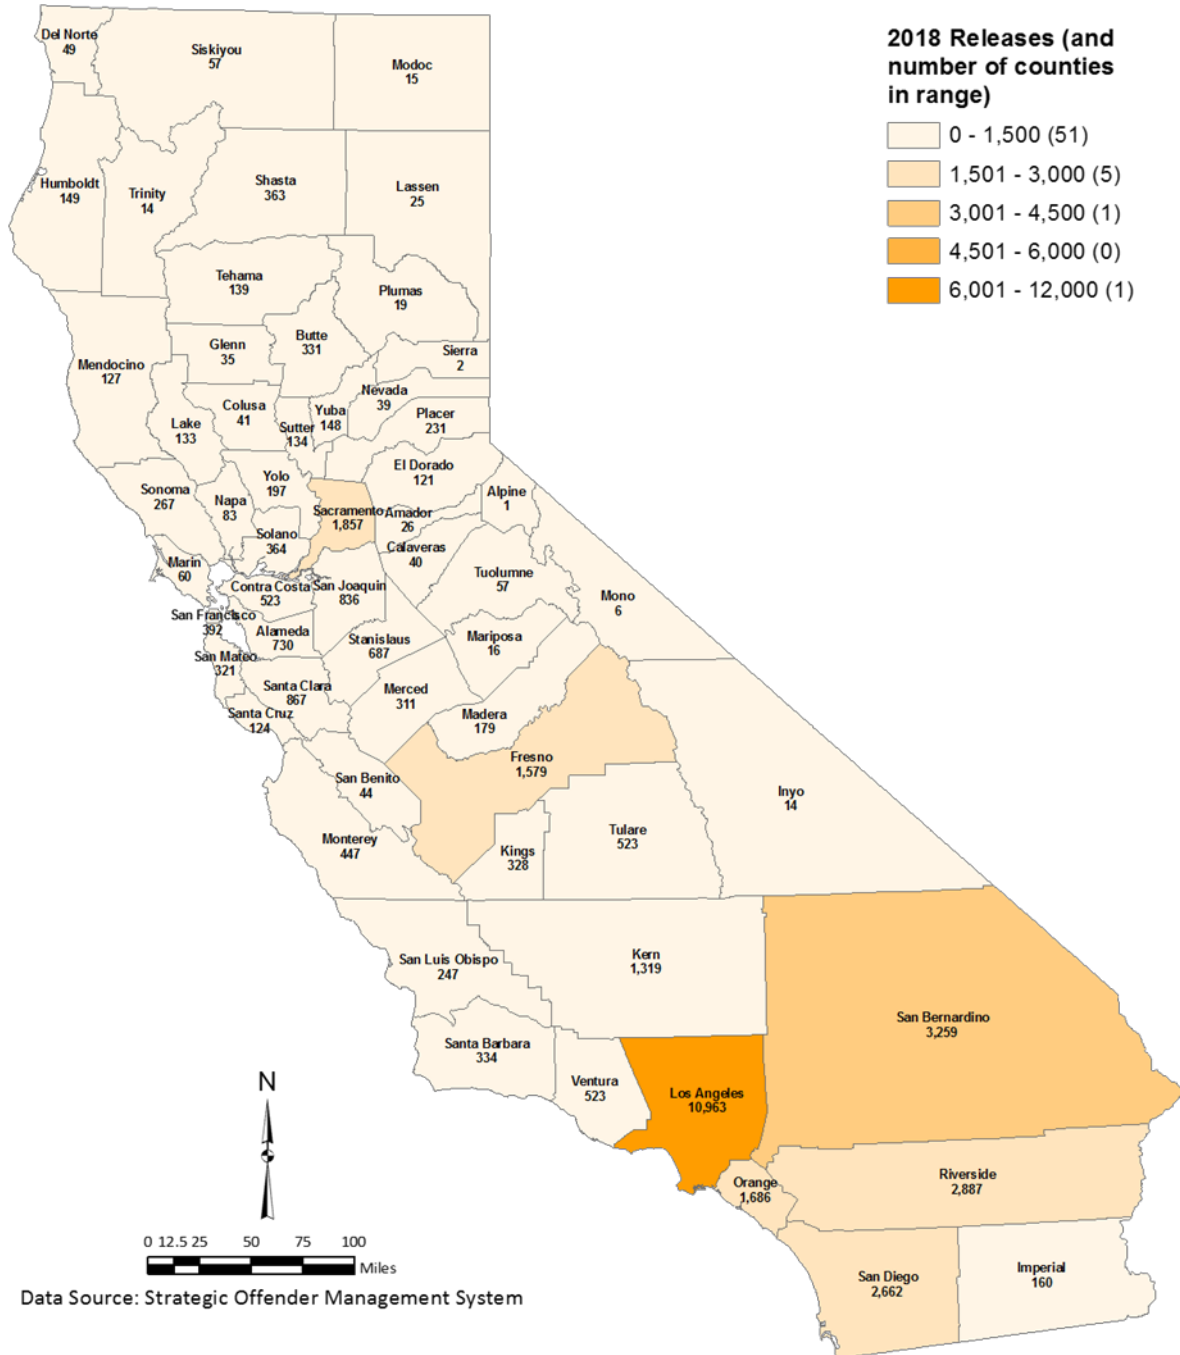 2018 Releases (and
number of counties
in range)
0 - 1,500 (51)
1,501 - 3,000 (5)
3,001 - 4,500 (1)
4,501 - 6,000 (0)
6,001 - 12,000 (1)
Del Norte
49
Siskiyou
57
Modoc
15
Humboldt
149
Trinity
14
Shasta
363
Lassen
25
Tehama
139
Plumas
19
Mendocino
127
Glenn
35
Butte
331
Sierra
2
Lake
133
Colusa
41
Sutter
134
Yuba
148
Nevada
39
Placer
231
Sonoma
267
Napa
83
Yolo
197
El Dorado
121
Alpine
1
Sacramento
1,857
Amador
26
Solano
364
Calaveras
40
Marin
60
Contra Costa
523
San Joaquin
836
Tuolumne
57
Mono
6
San Francisco
392
Alameda
730
Stanislaus
687
Mariposa
16
San Mateo
321
Santa Clara
867
Merced
311
Santa Cruz
124
Madera
179
Fresno
1,579
San Benito
44
Inyo
14
Monterey
447
Kings
328
Tulare
523
San Luis Obispo
247
Kern
1,319
San Bernardino
3,259
Santa Barbara
334
Ventura
523
Los Angeles
10,963
Orange
1,686
Riverside
2,887
San Diego
2,662
Imperial
160
N
0 12.5 25 50 75 100
Miles
Data Source: Strategic Offender Management System